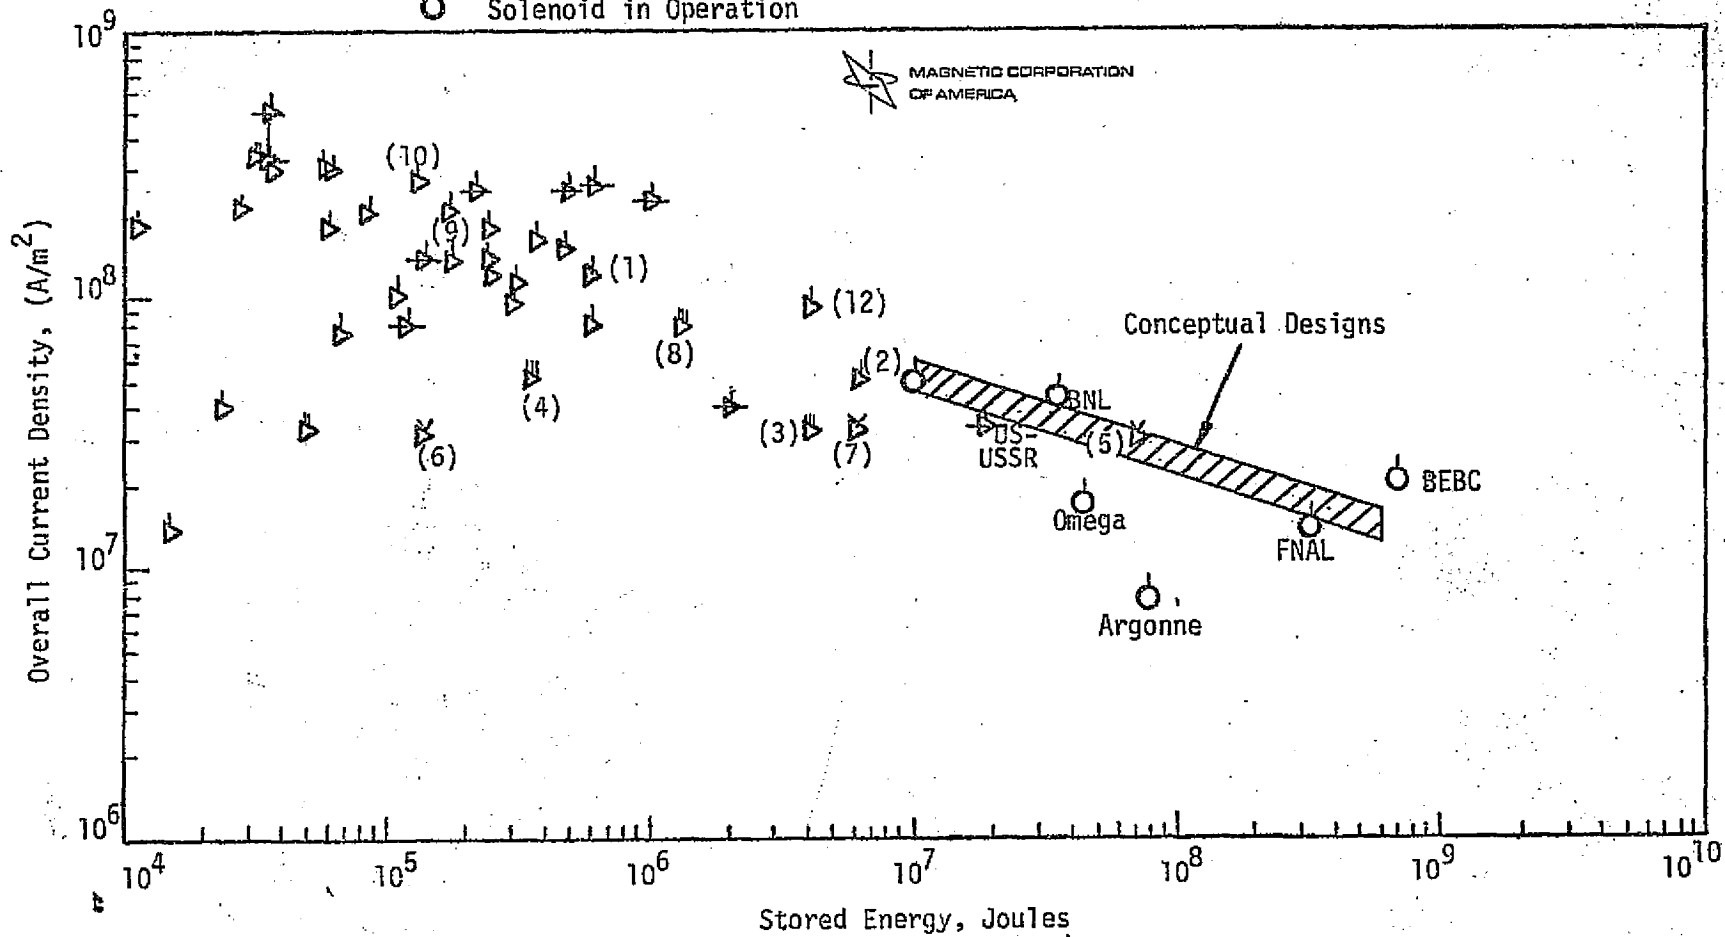 Solenoid in Operation
10^9
MAGNETIC CORPORATION
OF AMERICA
(10)
(9)
(1)
10^8
(12)
Conceptual Designs
(8)
(2)
(4)
BNL
(3)
(7)
US-
USSR
(5)
(6)
BEBC
Omega
FNAL
10^7
Argonne
10^6
10^4
10^5
10^6
10^7
10^8
10^9
10^10
Overall Current Density, (A/m^2)
Stored Energy, Joules